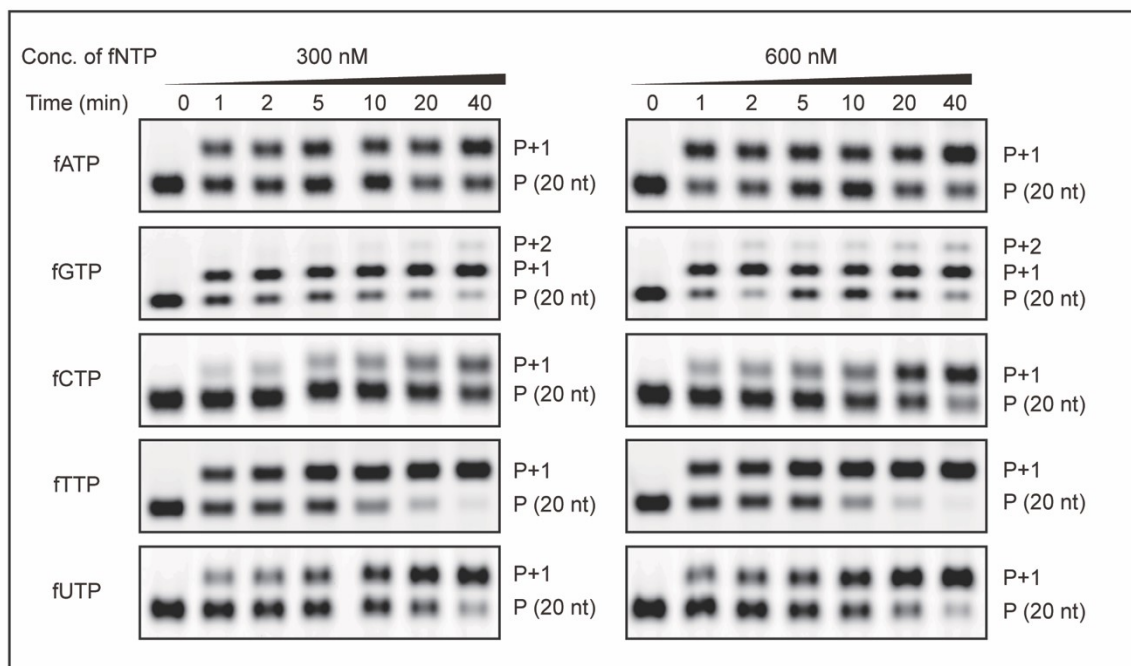 Conc. of fNTP 300 nM 600 nM
Time (min) 0 1 2 5 10 20 40 0 1 2 5 10 20 40
fATP P+1 P+1
P (20 nt) P (20 nt)
P+2 P+2
fGTP P+1 P+1
P (20 nt) P (20 nt)
fCTP P+1 P+1
P (20 nt) P (20 nt)
fTTP P+1 P+1
P (20 nt) P (20 nt)
fUTP P+1 P+1
P (20 nt) P (20 nt)